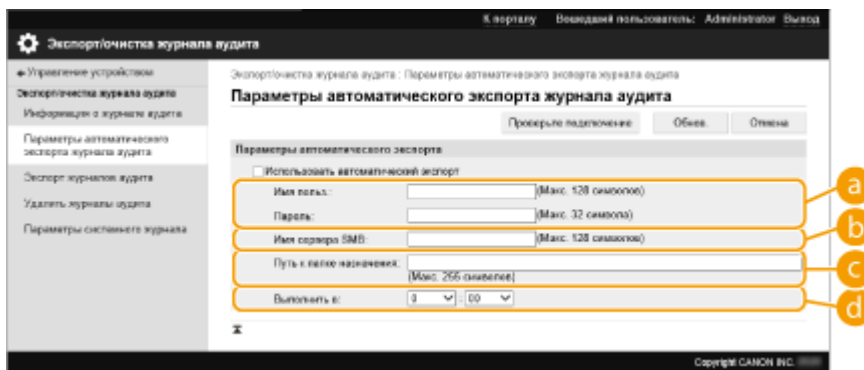 К порталу Вошедший пользователь: Administrator Выход
Экспорт/очистка журнала аудита
Управление устройством
Экспорт/очистка журнала аудита
Информация о журнале аудита
Параметры автоматического
экспорта журнала аудита
Экспорт журналов аудита
Удалить журналы аудита
Параметры системного журнала
Экспорт/очистка журнала аудита : Параметры автоматического экспорта журнала аудита
Параметры автоматического экспорта журнала аудита
Проверьте подключение Обнов. Отмена
Параметры автоматического экспорта
Использовать автоматический экспорт
Имя польз.: (Макс. 128 символов)
Пароль: (Макс. 32 символа)
a
Имя сервера SMB: (Макс. 128 символов)
b
Путь к папке назначения:
(Макс. 255 символов)
c
Выполнить в: 0 : 00
d
Copyright CANON INC.